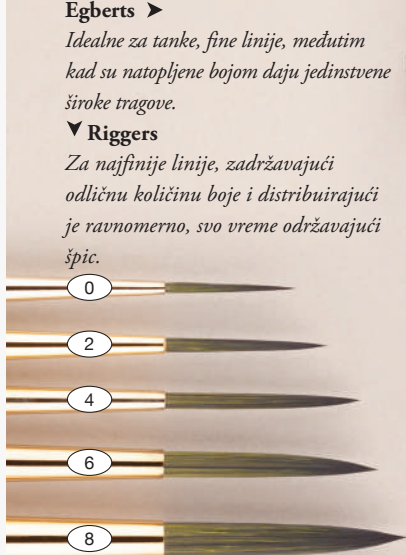 Egberts ➤
Idealne za tanke, fine linije, međutim
kad su natopljene bojom daju jedinstvene
široke tragove.
⮟ Riggers
Za najfinije linije, zadržavajući
odličnu količinu boje i distribuirajući
je ravnomerno, svo vreme održavajući
špic.
0
2
4
6
8